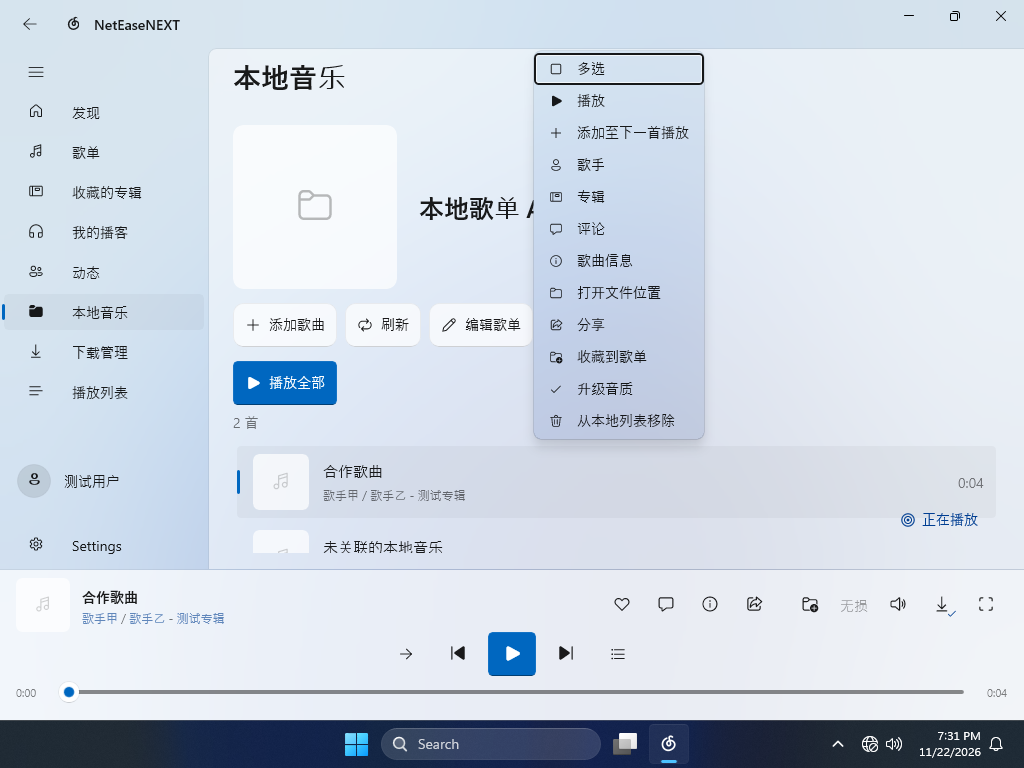 NetEaseNEXT
发现
歌单
收藏的专辑
我的播客
动态
本地音乐
下载管理
播放列表
测试用户
Settings
本地音乐
本地歌单
添加歌曲
刷新
编辑歌单
播放全部
2 首
多选
播放
添加至下一首播放
歌手
专辑
评论
歌曲信息
打开文件位置
分享
收藏到歌单
升级音质
从本地列表移除
合作歌曲
歌手甲 / 歌手乙 - 测试专辑
0:04
正在播放
未关联的本地音乐
合作歌曲
歌手甲 / 歌手乙 - 测试专辑
无损
0:00
0:04
Search
7:31 PM
11/22/2026